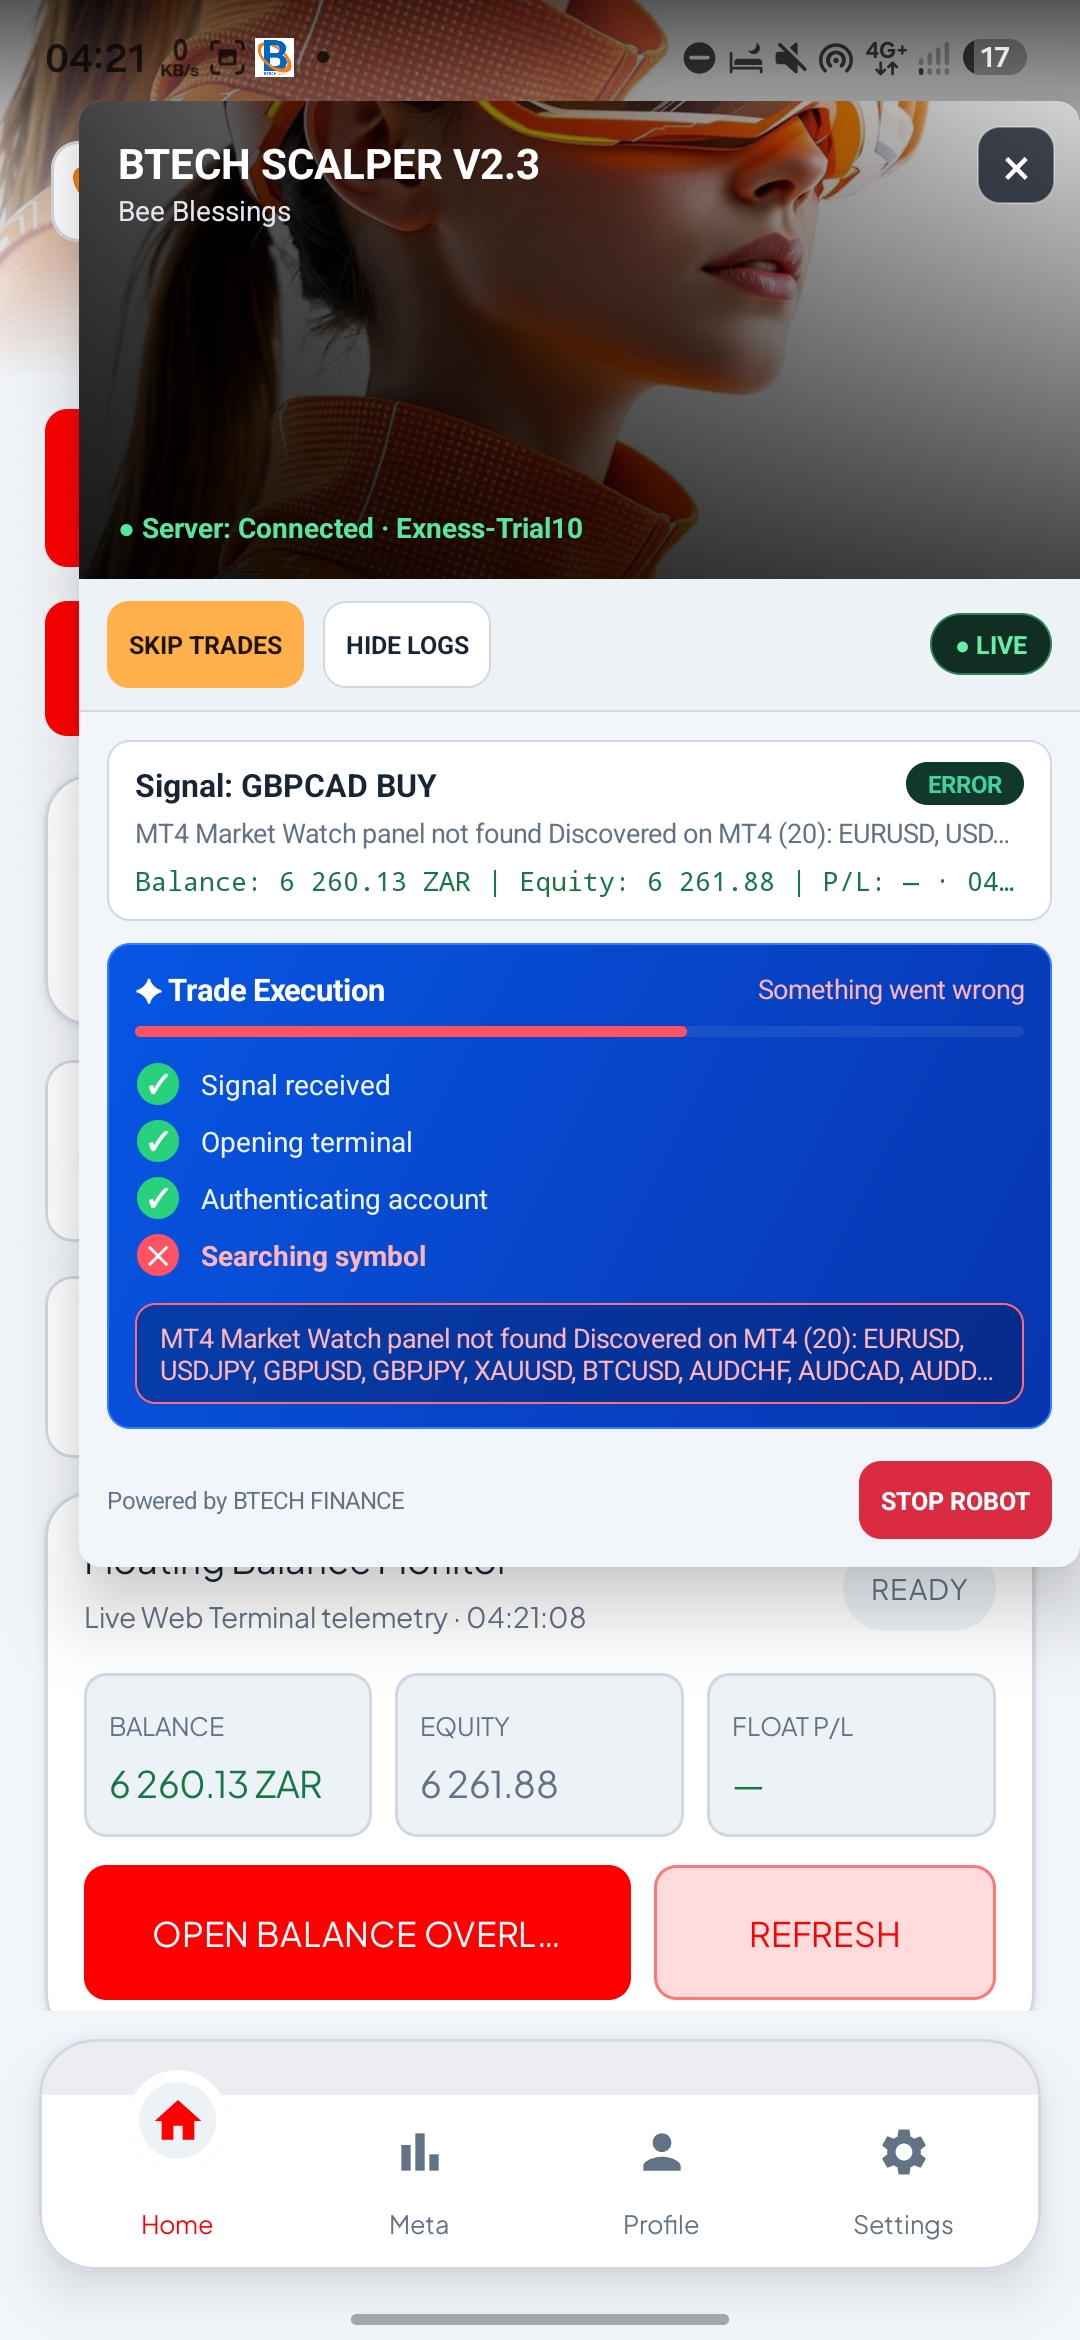 04:21
0
KB/s
B
4G+
17
BTECH SCALPER V2.3
Bee Blessings
×
● Server: Connected · Exness-Trial10
SKIP TRADES
HIDE LOGS
● LIVE
Signal: GBPCAD BUY
ERROR
MT4 Market Watch panel not found Discovered on MT4 (20): EURUSD, USD...
Balance: 6 260.13 ZAR | Equity: 6 261.88 | P/L: — · 04…
Trade Execution
Something went wrong
Signal received
Opening terminal
Authenticating account
Searching symbol
MT4 Market Watch panel not found Discovered on MT4 (20): EURUSD,
USDJPY, GBPUSD, GBPJPY, XAUUSD, BTCUSD, AUDCHF, AUDCAD, AUDD...
Powered by BTECH FINANCE
STOP ROBOT
Floating Balance Monitor
READY
Live Web Terminal telemetry · 04:21:08
BALANCE
6 260.13 ZAR
EQUITY
6 261.88
FLOAT P/L
—
OPEN BALANCE OVERL...
REFRESH
Home
Meta
Profile
Settings